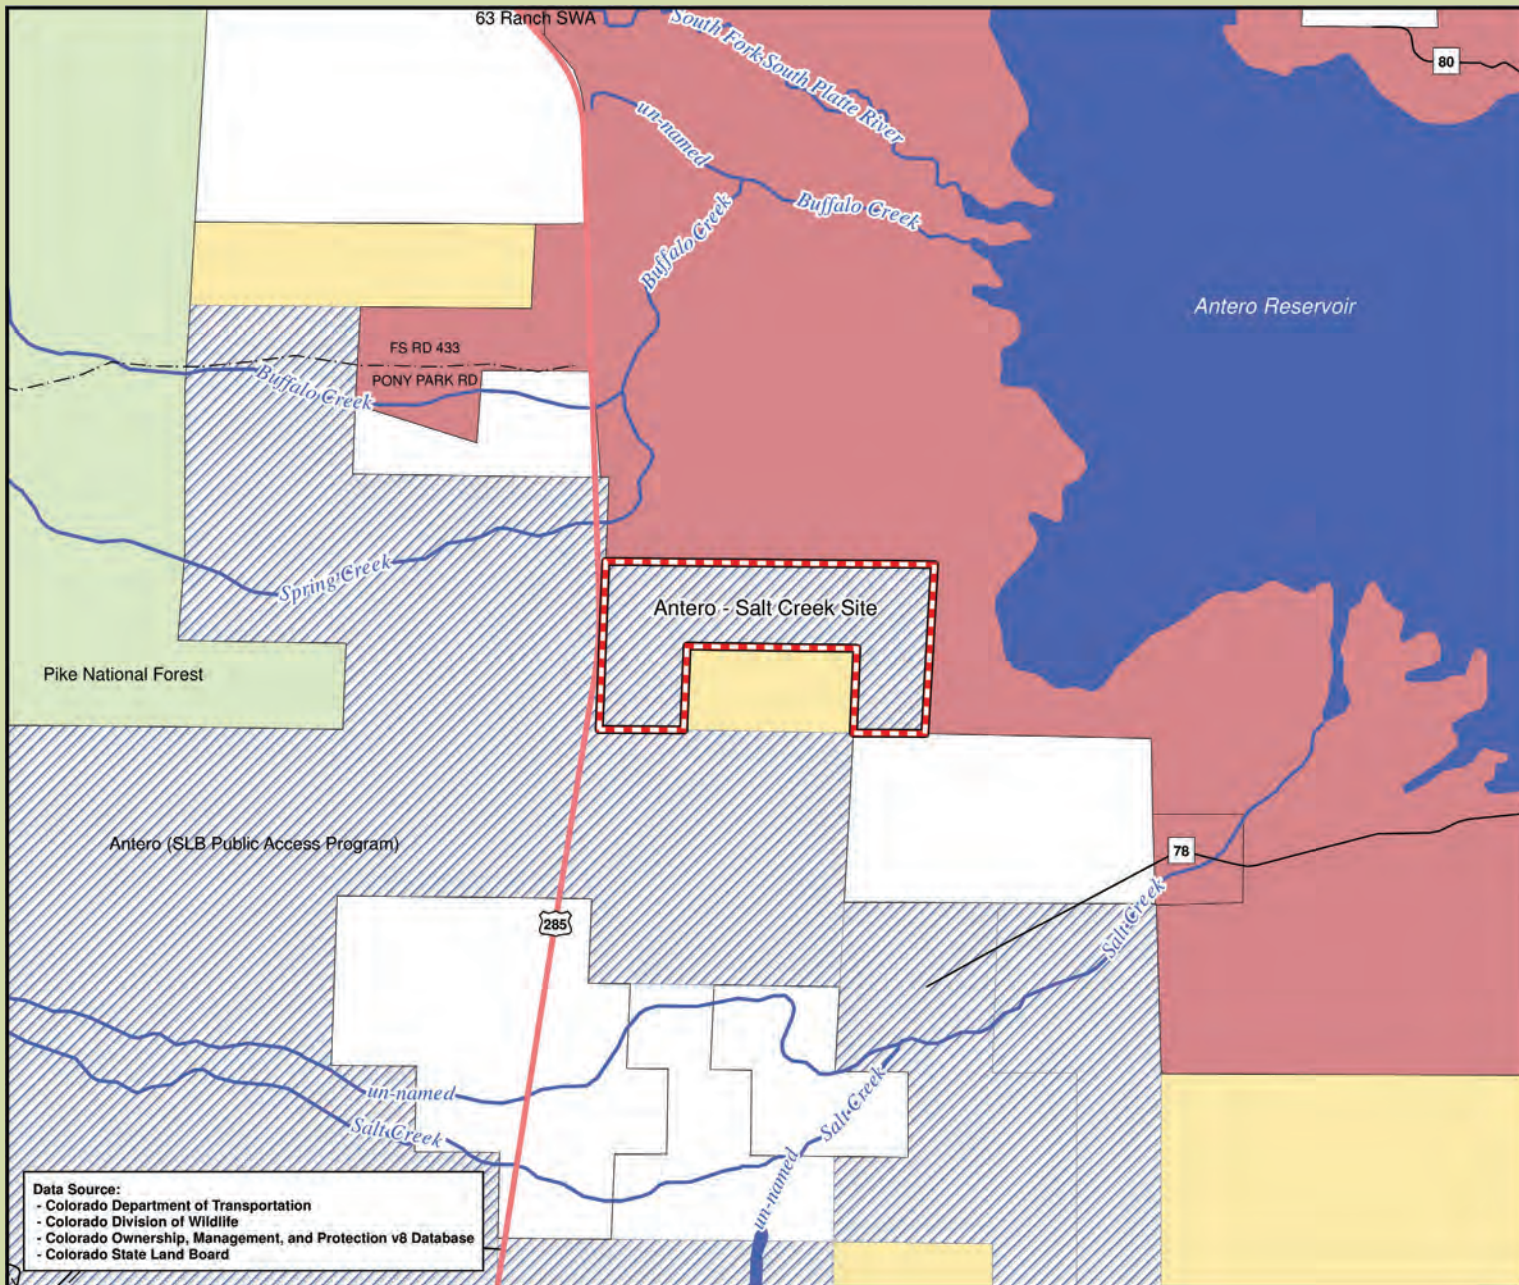 63 Ranch SWA
South Fork South Platte River
80
un-named
Buffalo Creek
Buffalo Creek
Antero Reservoir
FS RD 433
PONY PARK RD
Buffalo Creek
Spring Creek
Antero - Salt Creek Site
Pike National Forest
Antero (SLB Public Access Program)
78
285
Salt Creek
un-named
Salt Creek
Salt Creek
un-named
Data Source:
- Colorado Department of Transportation
- Colorado Division of Wildlife
- Colorado Ownership, Management, and Protection v8 Database
- Colorado State Land Board